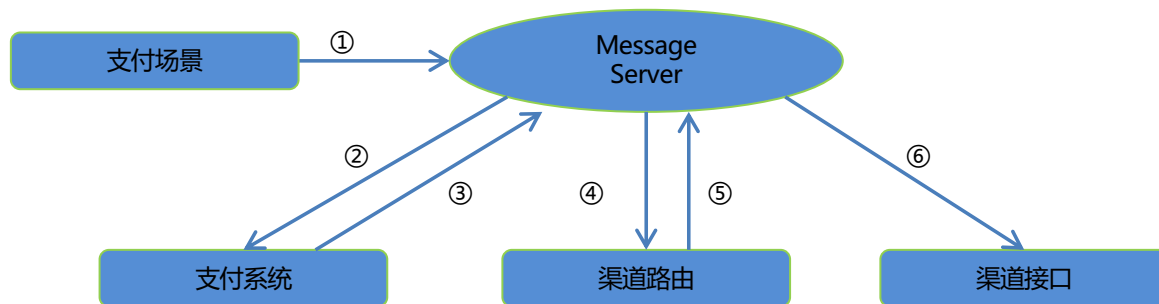 支付场景
①
Message
Server
②
③
④
⑤
⑥
支付系统
渠道路由
渠道接口